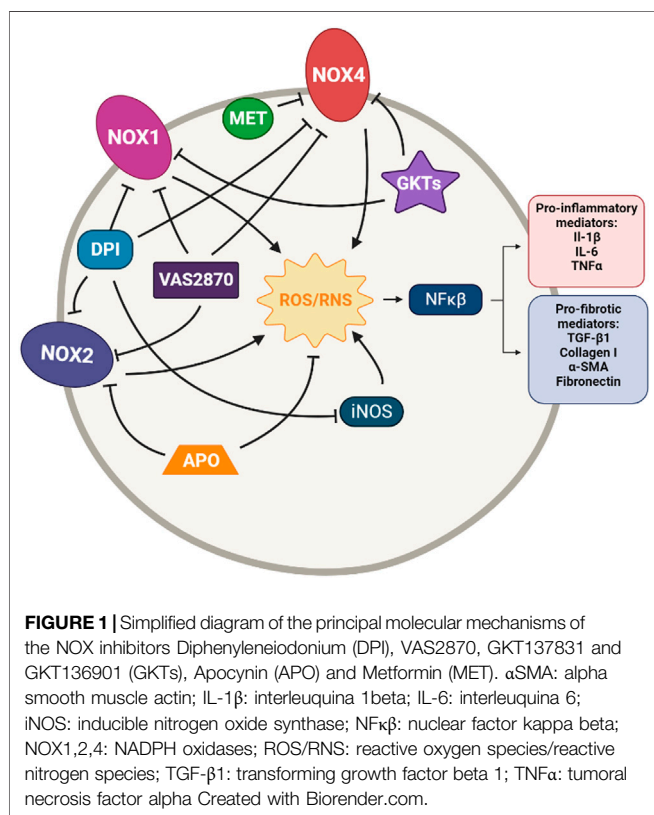 NOX4
MET
NOX1
GKTs
Pro-inflammatory
mediators:
Il-1β
IL-6
TNFα
DPI
VAS2870
ROS/RNS
NFκβ
Pro-fibrotic
mediators:
TGF-β1
Collagen I
α-SMA
Fibronectin
NOX2
iNOS
APO
FIGURE 1 | Simplified diagram of the principal molecular mechanisms of
the NOX inhibitors Diphenyleneiodonium (DPI), VAS2870, GKT137831 and
GKT136901 (GKTs), Apocynin (APO) and Metformin (MET). αSMA: alpha
smooth muscle actin; IL-1β: interleuquina 1beta; IL-6: interleuquina 6;
iNOS: inducible nitrogen oxide synthase; NFκβ: nuclear factor kappa beta;
NOX1,2,4: NADPH oxidases; ROS/RNS: reactive oxygen species/reactive
nitrogen species; TGF-β1: transforming growth factor beta 1; TNFα: tumoral
necrosis factor alpha Created with Biorender.com.